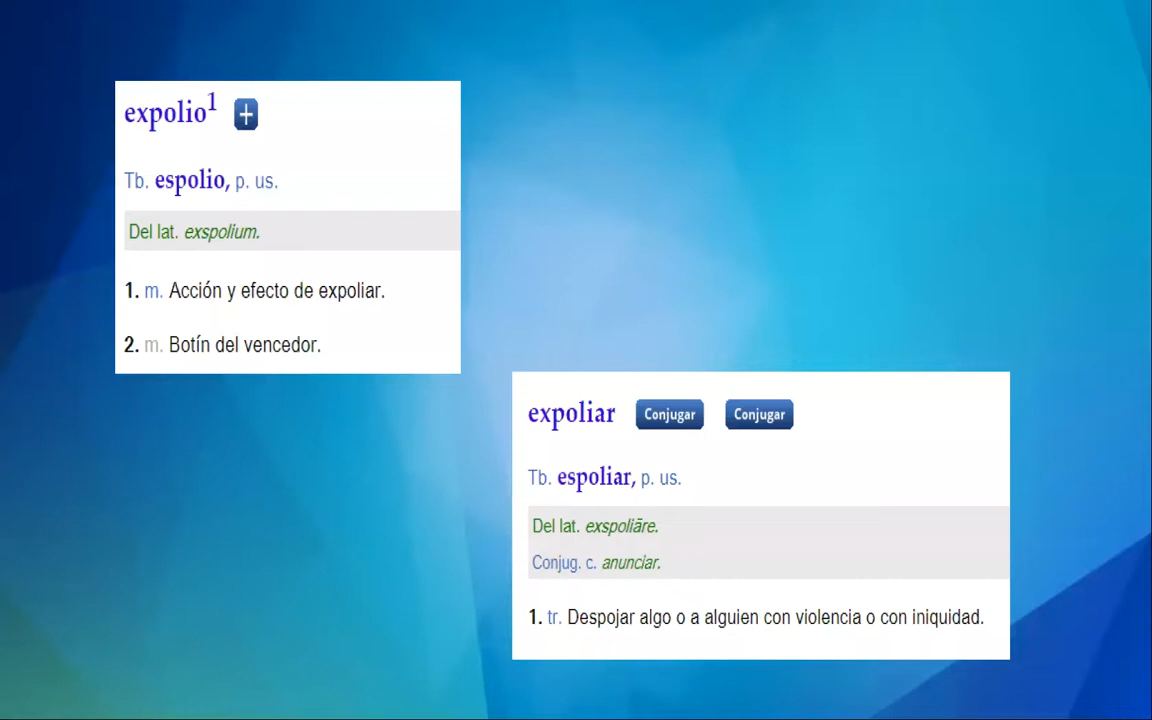 expolio¹ +
Tb. espolio, p. us.
Del lat. exspolium.
1. m. Acción y efecto de expoliar.
2. m. Botín del vencedor.
expoliar Conjugar Conjugar
Tb. espoliar, p. us.
Del lat. exspoliāre.
Conjug. c. anunciar.
1. tr. Despojar algo o a alguien con violencia o con iniquidad.